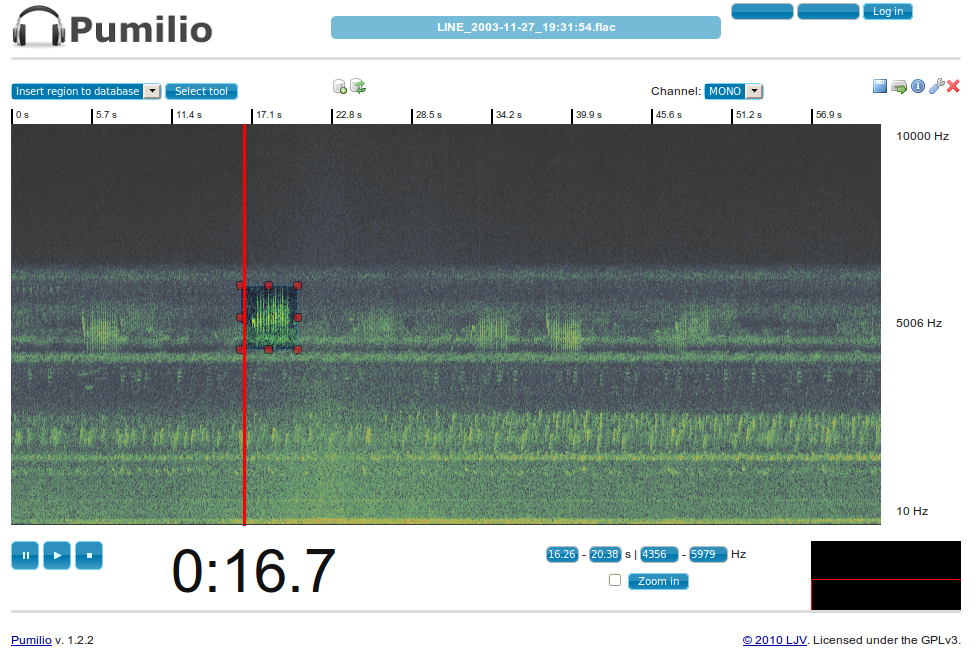 Pumilio
LINE_2003-11-27_19:31:54.flac
Log in
Insert region to database
Select tool
Channel: MONO
0 s 5.7 s 11.4 s 17.1 s 22.8 s 28.5 s 34.2 s 39.9 s 45.6 s 51.2 s 56.9 s
10000 Hz
5006 Hz
10 Hz
0:16.7
16.26 - 20.38 s | 4356 - 5979 Hz
Zoom in
Pumilio v. 1.2.2
© 2010 LJV. Licensed under the GPLv3.